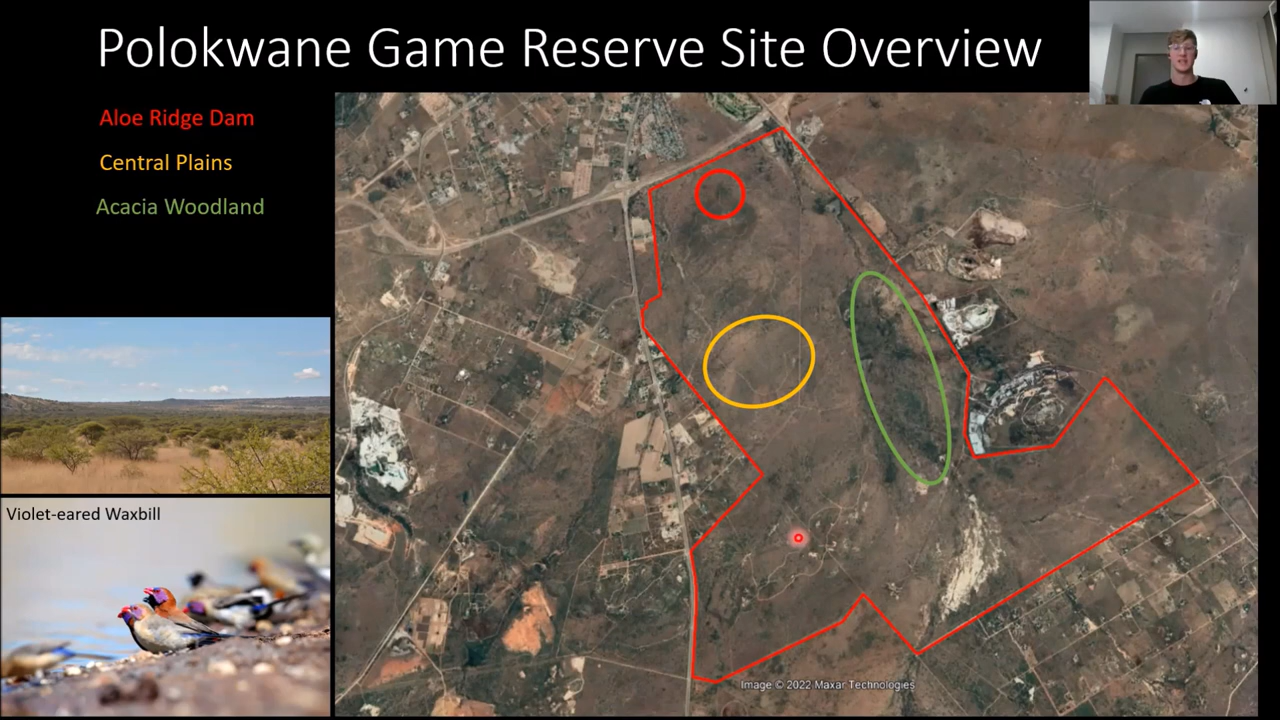 Polokwane Game Reserve Site Overview
Aloe Ridge Dam
Central Plains
Acacia Woodland
Violet-eared Waxbill
Image © 2022 Maxar Technologies